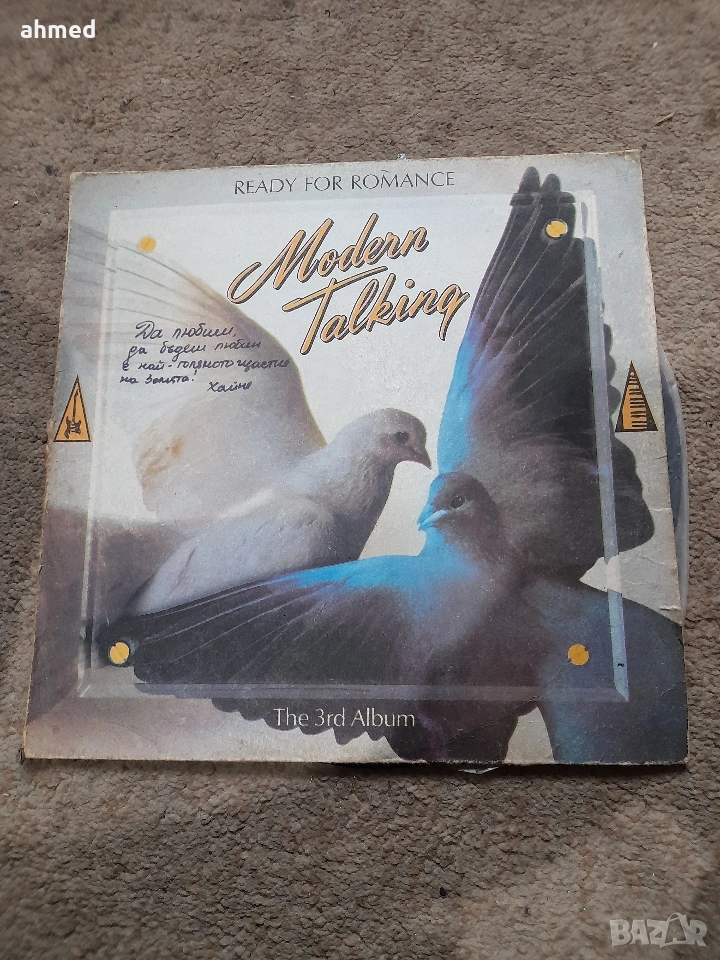 ahmed
READY FOR ROMANCE
Modern
Talking
Да любиш,
да бъдеш любим
е най-голямото щастие
на Земята!
Хайне
The 3rd Album
BAZAR